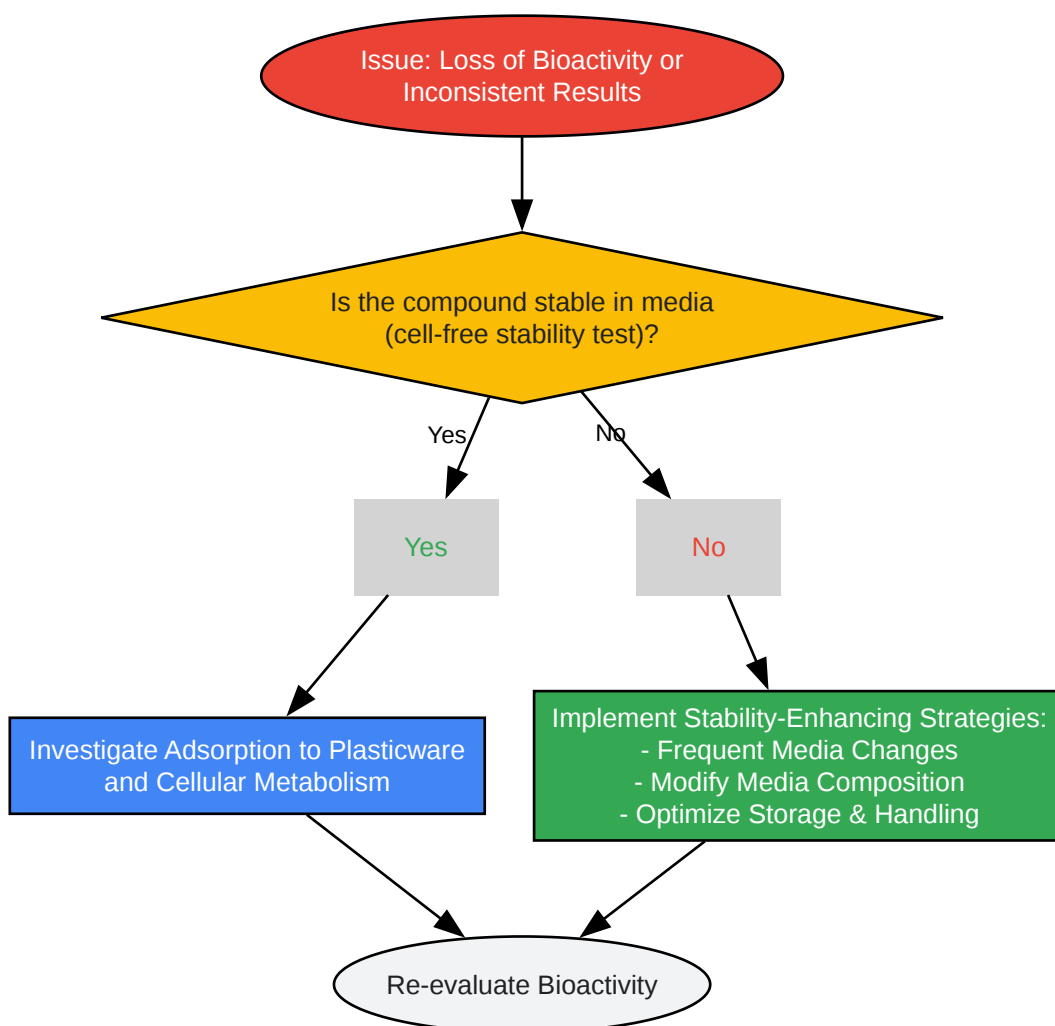 Issue: Loss of Bioactivity or
Inconsistent Results
Is the compound stable in media
(cell-free stability test)?
Yes
No
Yes
No
Investigate Adsorption to Plasticware
and Cellular Metabolism
Implement Stability-Enhancing Strategies:
- Frequent Media Changes
- Modify Media Composition
- Optimize Storage & Handling
Re-evaluate Bioactivity